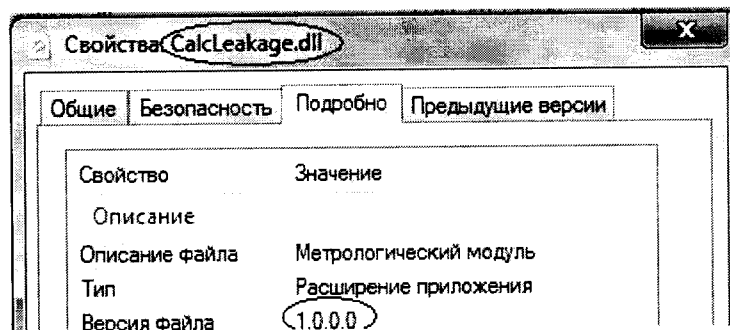 Свойства: CalcLeakage.dll
Общие Безопасность Подробно Предыдущие версии
Свойство Значение
Описание
Описание файла Метрологический модуль
Тип Расширение приложения
Версия файла 1.0.0.0